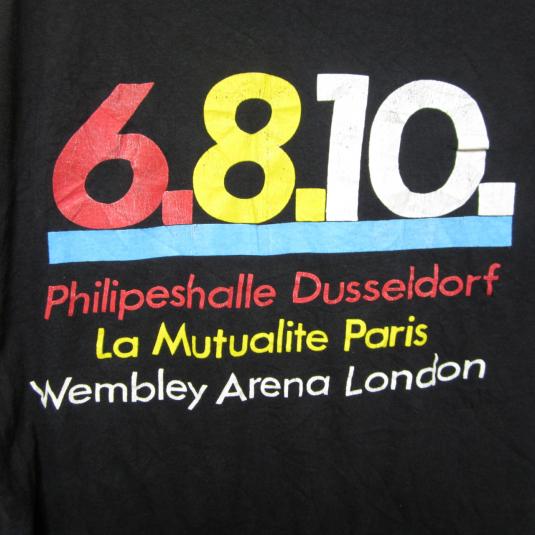 6.8.10.
Philipeshalle Dusseldorf
La Mutualite Paris
Wembley Arena London